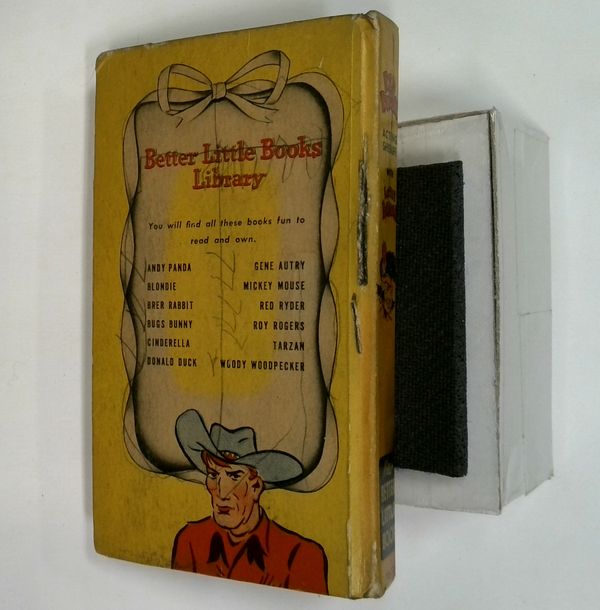 Better Little Books
Library
You will find all these books fun to
read and own.
ANDY PANDA
BLONDIE
BRER RABBIT
BUGS BUNNY
CINDERELLA
DONALD DUCK
GENE AUTRY
MICKEY MOUSE
RED RYDER
ROY ROGERS
TARZAN
WOODY WOODPECKER